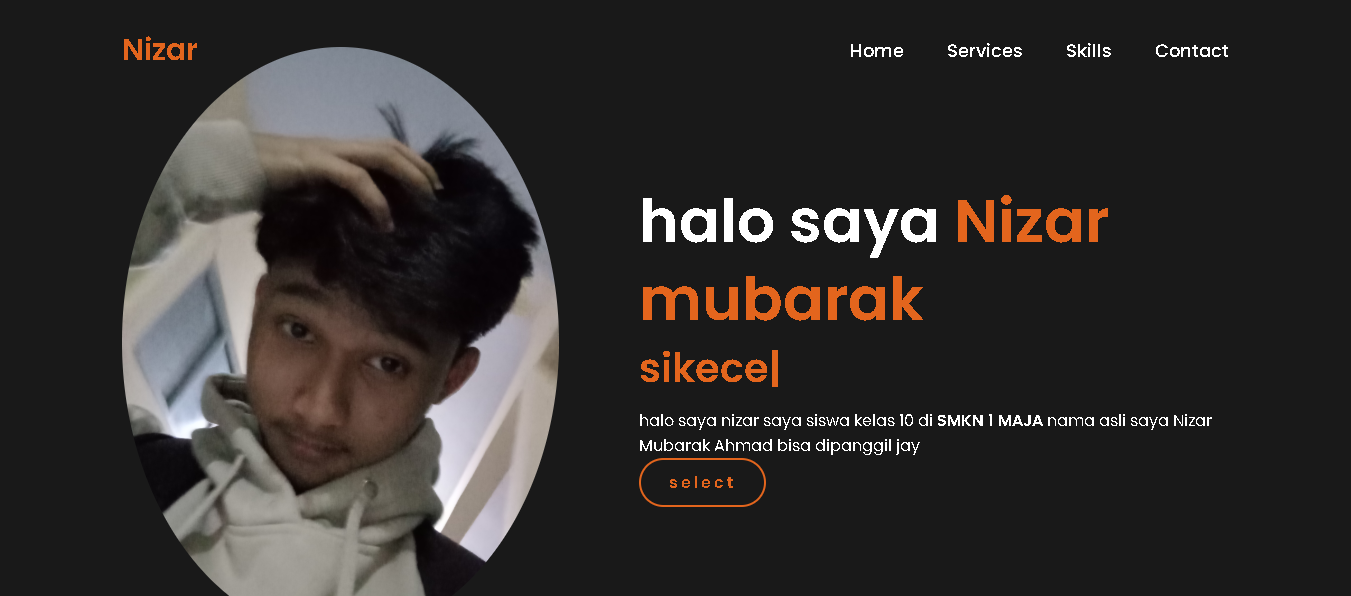 Nizar
Home Services Skills Contact
halo saya Nizar
mubarak
sikece|
halo saya nizar saya siswa kelas 10 di SMKN 1 MAJA nama asli saya Nizar
Mubarak Ahmad bisa dipanggil jay
select